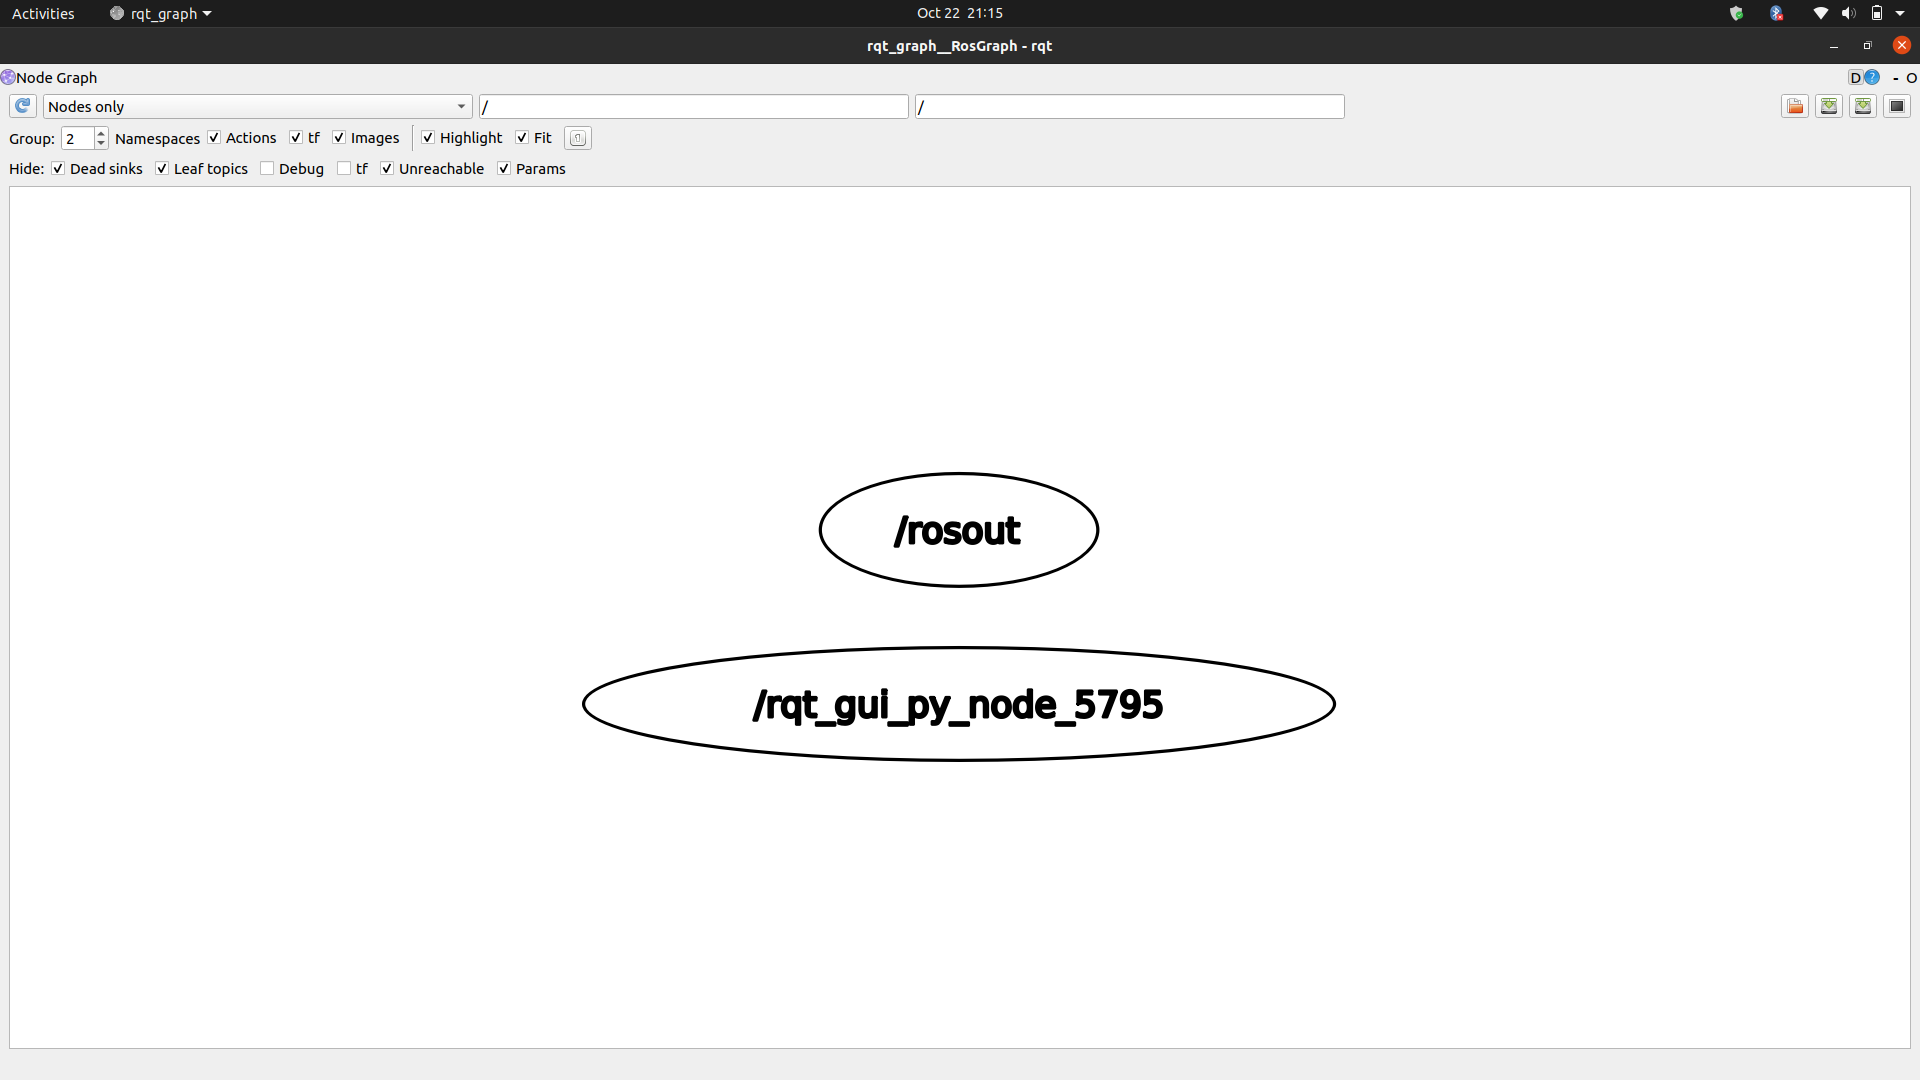 Activities rqt_graph Oct 22 21:15
rqt_graph__RosGraph - rqt
Node Graph D ? - O
Nodes only / /
Group: 2 Namespaces Actions tf Images Highlight Fit
Hide: Dead sinks Leaf topics Debug tf Unreachable Params
/rosout
/rqt_gui_py_node_5795